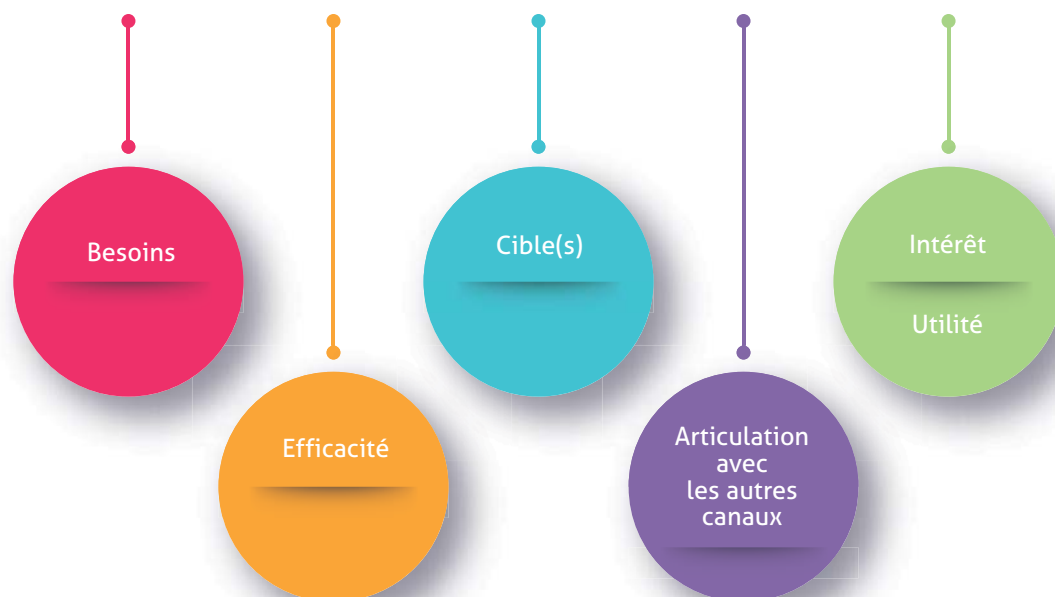 Besoins
Efficacité
Cible(s)
Articulation
avec
les autres
canaux
Intérêt
Utilité